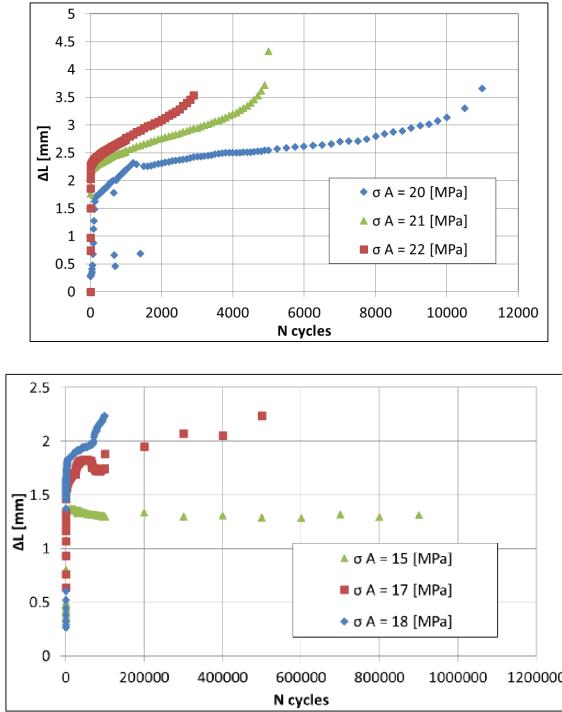 5
4.5
4
3.5
3
2.5
2
1.5
1
0.5
0
ΔL [mm]
σ A = 20 [MPa]
σ A = 21 [MPa]
σ A = 22 [MPa]
0 2000 4000 6000 8000 10000 12000
N cycles
2.5
2
1.5
1
0.5
0
ΔL [mm]
σ A = 15 [MPa]
σ A = 17 [MPa]
σ A = 18 [MPa]
0 200000 400000 600000 800000 1000000 1200000
N cycles